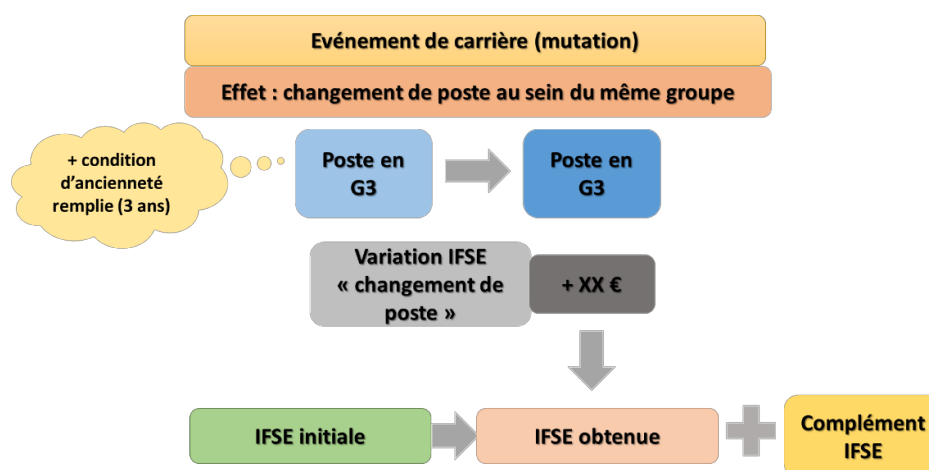 Evénement de carrière (mutation)
Effet : changement de poste au sein du même groupe
+ condition
d'ancienneté
remplie (3 ans)
Poste en
G3
Poste en
G3
Variation IFSE
« changement de
poste »
+ XX €
IFSE initiale
IFSE obtenue
Complément
IFSE